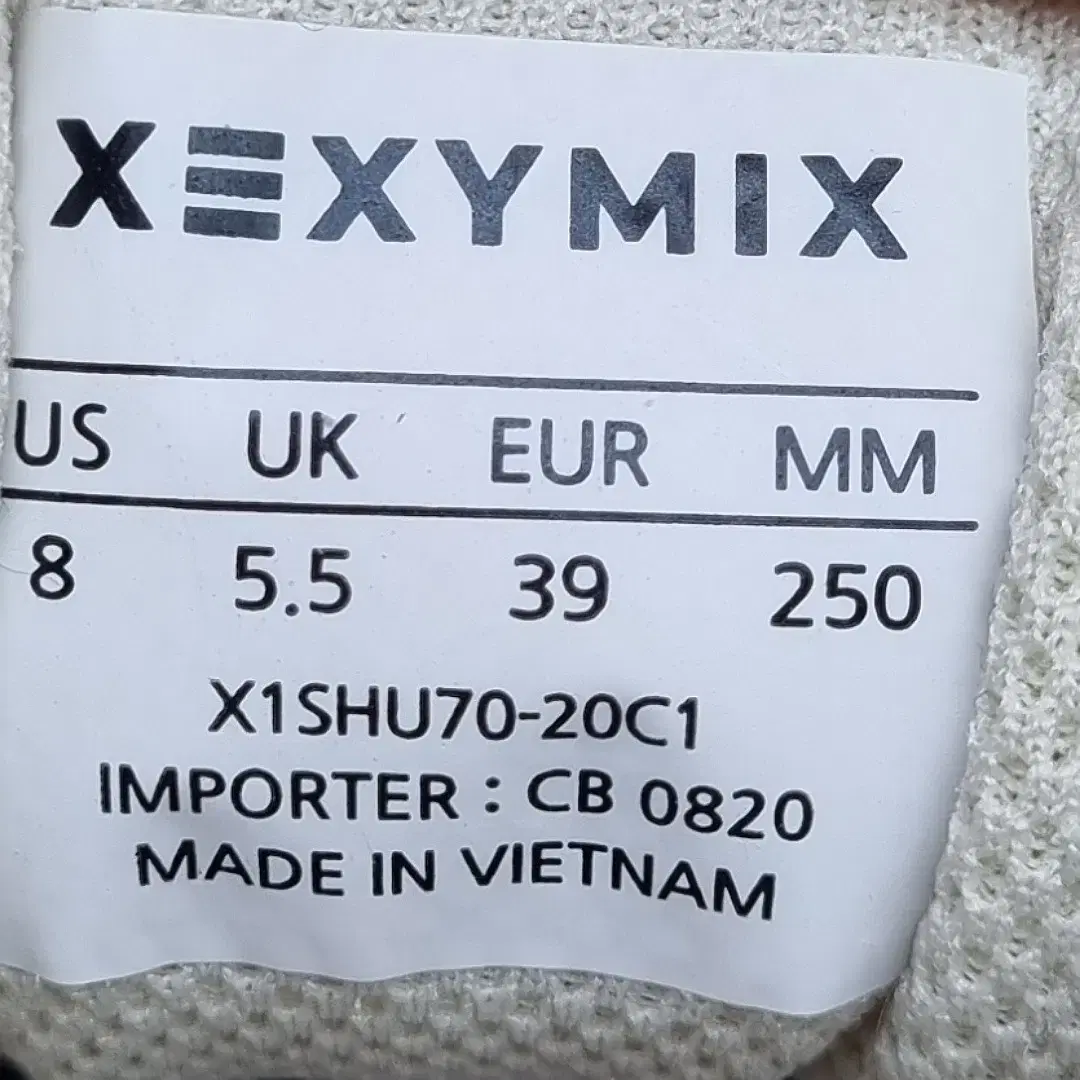 XEXYMIX
US UK EUR MM
8 5.5 39 250
X1SHU70-20C1
IMPORTER : CB 0820
MADE IN VIETNAM